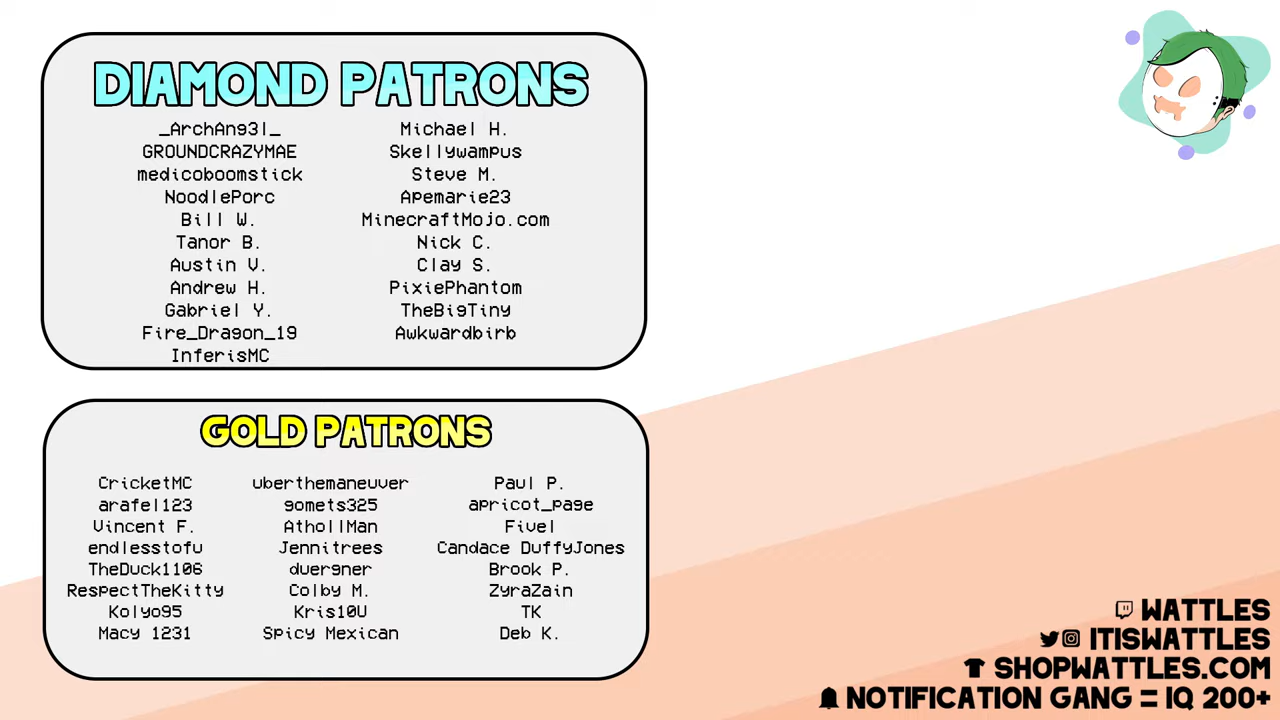 DIAMOND PATRONS
_ArchAng3l_
GROUNDCRAZYMAE
medicoboomstick
NoodlePorc
Bill W.
Tanor B.
Austin V.
Andrew H.
Gabriel Y.
Fire_Dragon_19
InferisMC
Michael H.
Skellywampus
Steve M.
Apemarie23
MinecraftMojo.com
Nick C.
Clay S.
PixiePhantom
TheBigTiny
Awkwardbirb
GOLD PATRONS
CricketMC
arafel123
Vincent F.
endlesstofu
TheDuck1106
RespectTheKitty
Kolyo95
Macy 1231
uberthemaneuver
gomets325
AthollMan
Jennitrees
duergner
Colby M.
Kris10U
Spicy Mexican
Paul P.
apricot_page
Fivel
Candace DuffyJones
Brook P.
ZyraZain
TK
Deb K.
WATTLES
ITISWATTLES
SHOPWATTLES.COM
NOTIFICATION GANG = IQ 200+